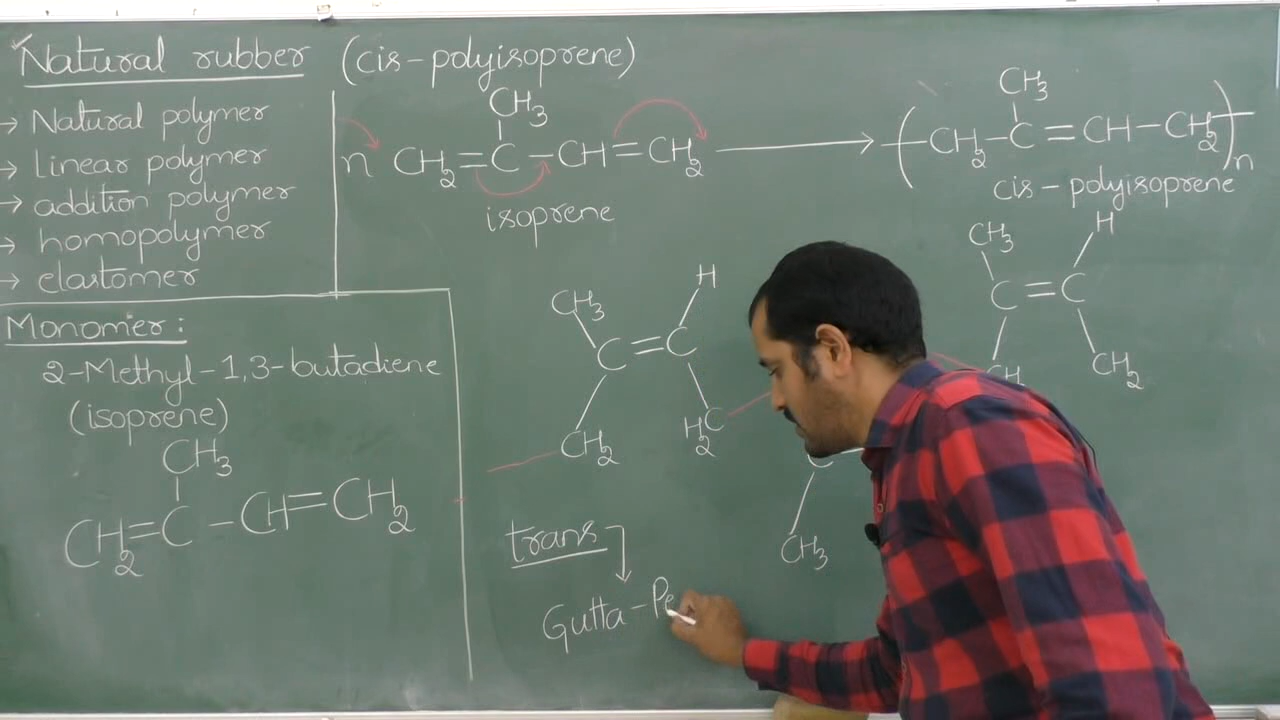 Natural rubber (cis-polyisoprene)
→ Natural polymer
→ linear polymer
→ addition polymer
→ homopolymer
→ elastomer
CH3
n CH2=C-CH=CH2 ⟶ (CH2-C=CH-CH2)n
CH3
isoprene
cis-polyisoprene
Monomer:
2-Methyl-1,3-butadiene
(isoprene)
CH3
CH2=C-CH=CH2
CH3 H
C=C
CH2 H2C
CH3 H
C=C
CH CH2
C
CH3
trans
Gutta-Pe